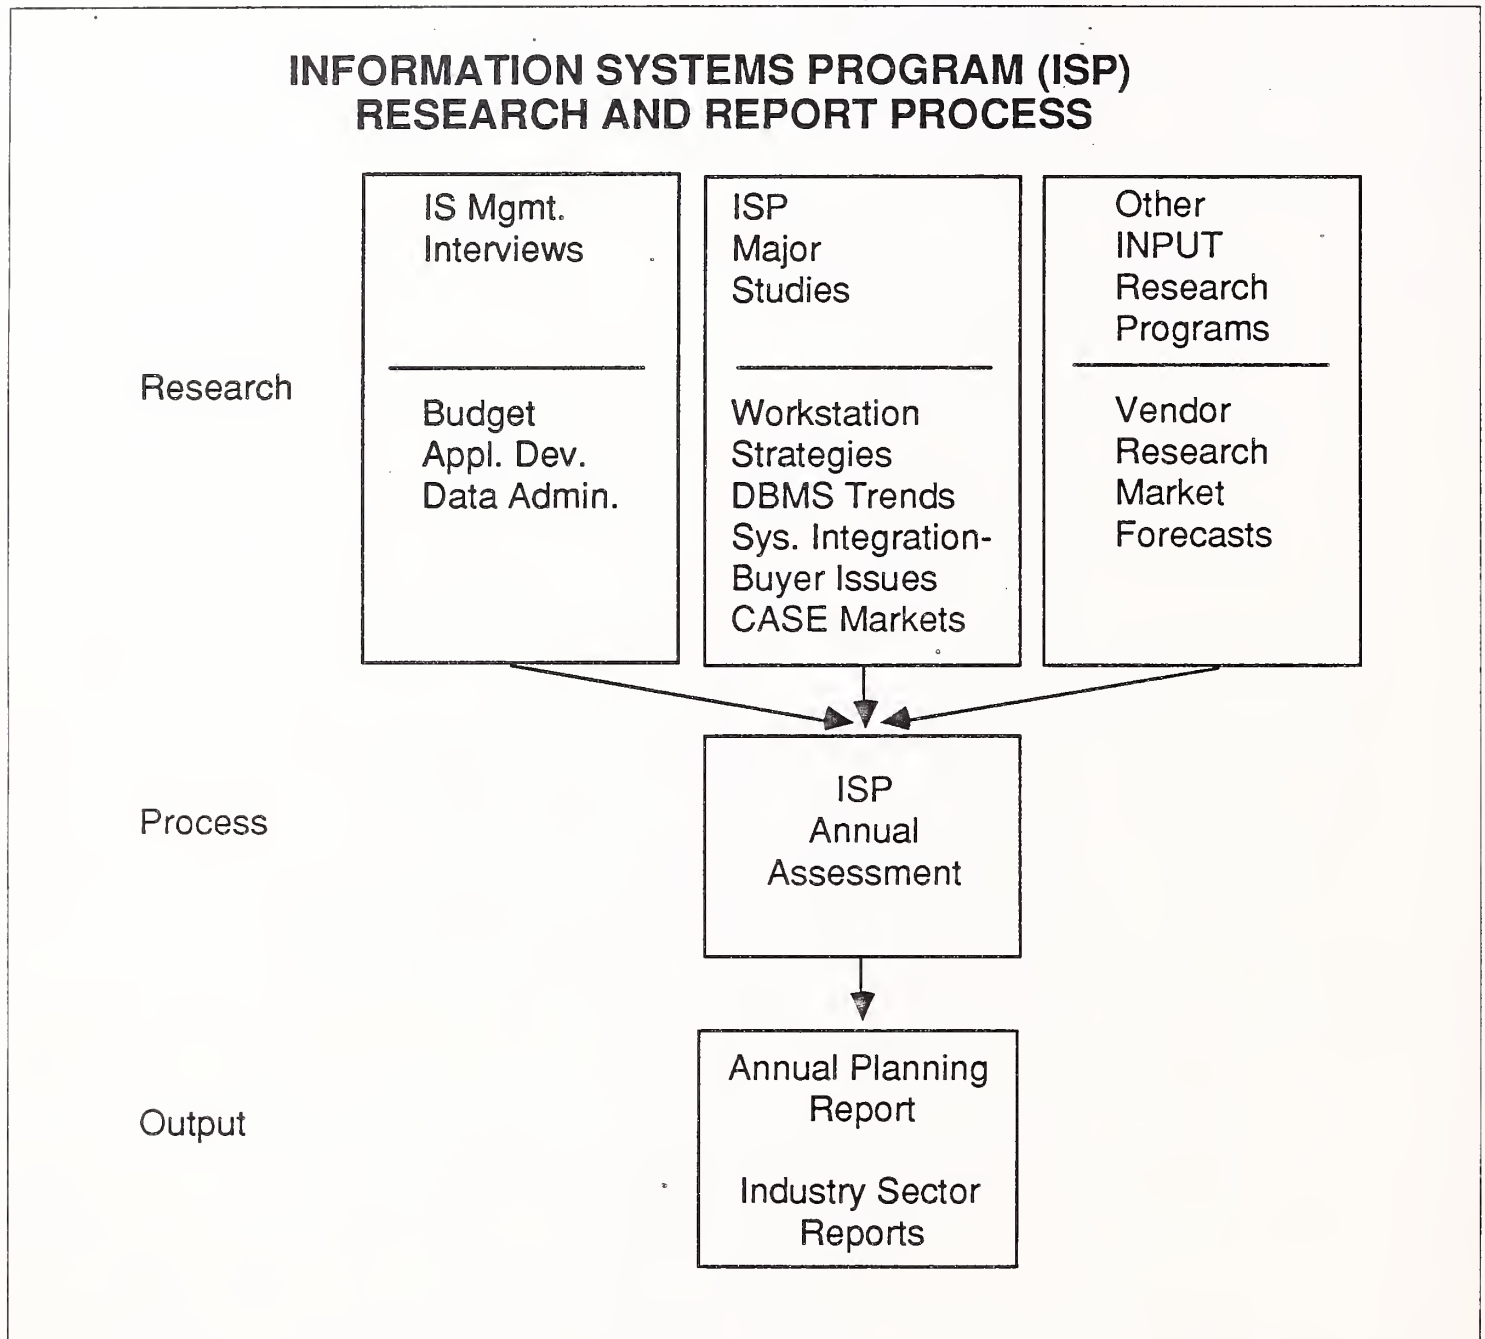 INFORMATION SYSTEMS PROGRAM (ISP)
RESEARCH AND REPORT PROCESS
Research
IS Mgmt.
Interviews
Budget
Appl. Dev.
Data Admin.
ISP
Major
Studies
Workstation
Strategies
DBMS Trends
Sys. Integration-
Buyer Issues
CASE Markets
Other
INPUT
Research
Programs
Vendor
Research
Market
Forecasts
Process
ISP
Annual
Assessment
Output
Annual Planning
Report
Industry Sector
Reports